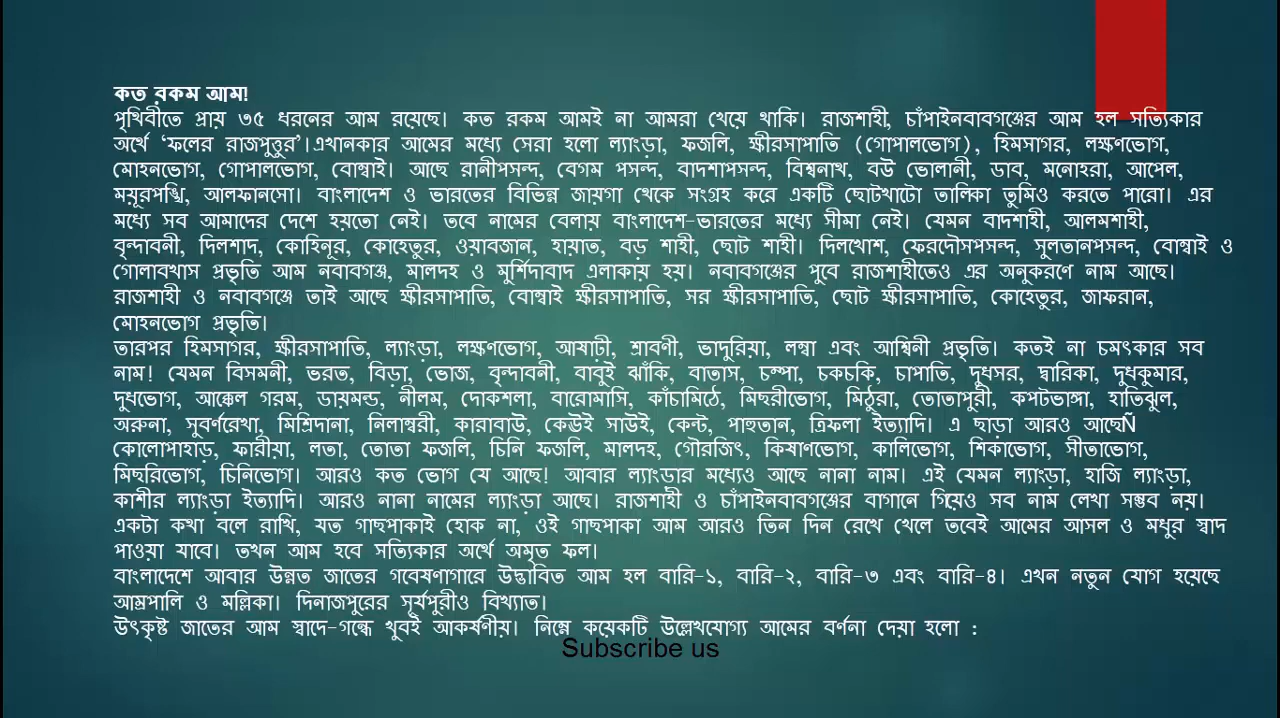 কত রকম আম!
পৃথিবীতে প্রায় ৩৫ ধরনের আম রয়েছে। কত রকম আমই না আমরা খেয়ে থাকি। রাজশাহী, চাঁপাইনবাবগঞ্জের আম হল সত্যিকার
অর্থে ‘ফলের রাজপুত্তুর’।এখানকার আমের মধ্যে সেরা হলো ল্যাংড়া, ফজলি, ক্ষীরসাপাতি (গোপালভোগ), হিমসাগর, লক্ষণভোগ,
মোহনভোগ, গোপালভোগ, বোম্বাই। আছে রানীপসন্দ, বেগম পসন্দ, বাদশাপসন্দ, বিশ্বনাথ, বউ ভোলানী, ডাব, মনোহরা, আপেল,
ময়ূরপঙ্খি, আলফানসো। বাংলাদেশ ও ভারতের বিভিন্ন জায়গা থেকে সংগ্রহ করে একটি ছোটখাটো তালিকা তুমিও করতে পারো। এর
মধ্যে সব আমাদের দেশে হয়তো নেই। তবে নামের বেলায় বাংলাদেশ-ভারতের মধ্যে সীমা নেই। যেমন বাদশাহী, আলমশাহী,
বৃন্দাবনী, দিলশাদ, কোহিনূর, কোহেতুর, ওয়াবজান, হায়াত, বড় শাহী, ছোট শাহী। দিলখোশ, ফেরদৌসপসন্দ, সুলতানপসন্দ, বোম্বাই ও
গোলাবখাস প্রভৃতি আম নবাবগঞ্জ, মালদহ ও মুর্শিদাবাদ এলাকায় হয়। নবাবগঞ্জের পুবে রাজশাহীতেও এর অনুকরণে নাম আছে।
রাজশাহী ও নবাবগঞ্জে তাই আছে ক্ষীরসাপাতি, বোম্বাই ক্ষীরসাপাতি, সর ক্ষীরসাপাতি, ছোট ক্ষীরসাপাতি, কোহেতুর, জাফরান,
মোহনভোগ প্রভৃতি।
তারপর হিমসাগর, ক্ষীরসাপাতি, ল্যাংড়া, লক্ষণভোগ, আষাঢ়ী, শ্রাবণী, ভাদুরিয়া, লম্বা এবং আশ্বিনী প্রভৃতি। কতই না চমৎকার সব
নাম! যেমন বিসমনী, ভরত, বিড়া, ভোজ, বৃন্দাবনী, বাবুই ঝাঁকি, বাতাস, চম্পা, চকচকি, চাপাতি, দুধসর, দ্বারিকা, দুধকুমার,
দুধভোগ, আক্কেল গরম, ডায়মন্ড, নীলম, দোকশলা, বারোমাসি, কাঁচামিঠে, মিছরীভোগ, মিঠুরা, তোতাপুরী, কপটভাঙ্গা, হাতিঝুল,
অরুনা, সুবর্ণরেখা, মিশ্রিদানা, নিলাম্বরী, কারাবাউ, কেউই সাউই, কেন্ট, পাহুতান, ত্রিফলা ইত্যাদি। এ ছাড়া আরও আছেÑ
কোলোপাহাড়, ফারীয়া, লতা, তোতা ফজলি, চিনি ফজলি, মালদহ, গৌরজিৎ, কিষাণভোগ, কালিভোগ, শিকাভোগ, সীতাভোগ,
মিছরিভোগ, চিনিভোগ। আরও কত ভোগ যে আছে! আবার ল্যাংড়ার মধ্যেও আছে নানা নাম। এই যেমন ল্যাংড়া, হাজি ল্যাংড়া,
কাশীর ল্যাংড়া ইত্যাদি। আরও নানা নামের ল্যাংড়া আছে। রাজশাহী ও চাঁপাইনবাবগঞ্জের বাগানে গিয়েও সব নাম লেখা সম্ভব নয়।
একটা কথা বলে রাখি, যত গাছপাকাই হোক না, ওই গাছপাকা আম আরও তিন দিন রেখে খেলে তবেই আমের আসল ও মধুর স্বাদ
পাওয়া যাবে। তখন আম হবে সত্যিকার অর্থে অমৃত ফল।
বাংলাদেশে আবার উন্নত জাতের গবেষণাগারে উদ্ভাবিত আম হল বারি-১, বারি-২, বারি-৩ এবং বারি-৪। এখন নতুন যোগ হয়েছে
আম্রপালি ও মল্লিকা। দিনাজপুরের সূর্যপুরীও বিখ্যাত।
উৎকৃষ্ট জাতের আম স্বাদে-গন্ধে খুবই আকর্ষণীয়। নিম্নে কয়েকটি উল্লেখযোগ্য আমের বর্ণনা দেয়া হলো :
Subscribe us